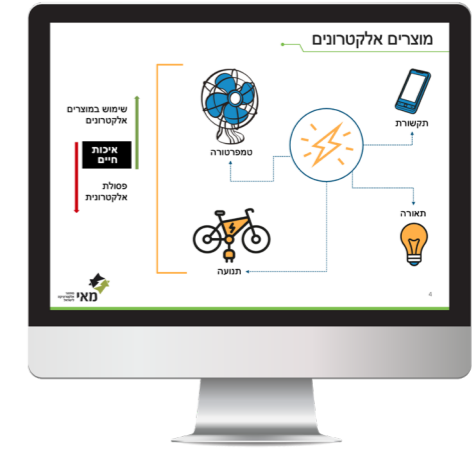 מוצרים אלקטרונים
תקשורת
טמפרטורה
תאורה
תנועה
שימוש במוצרים
אלקטרונים
איכות
חיים
פסולת
אלקטרונית
מאי
4